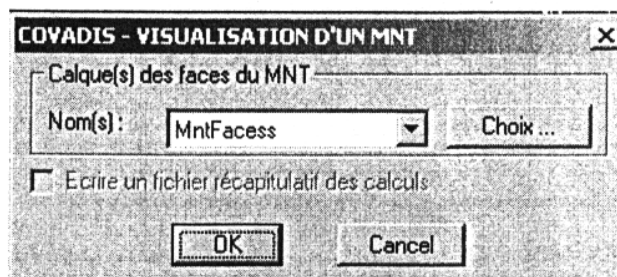 COVADIS - VISUALISATION D'UN MNT
Calque(s) des faces du MNT
Nom(s) : MntFacess Choix ...
Ecrire un fichier récapitulatif des calculs
OK Cancel